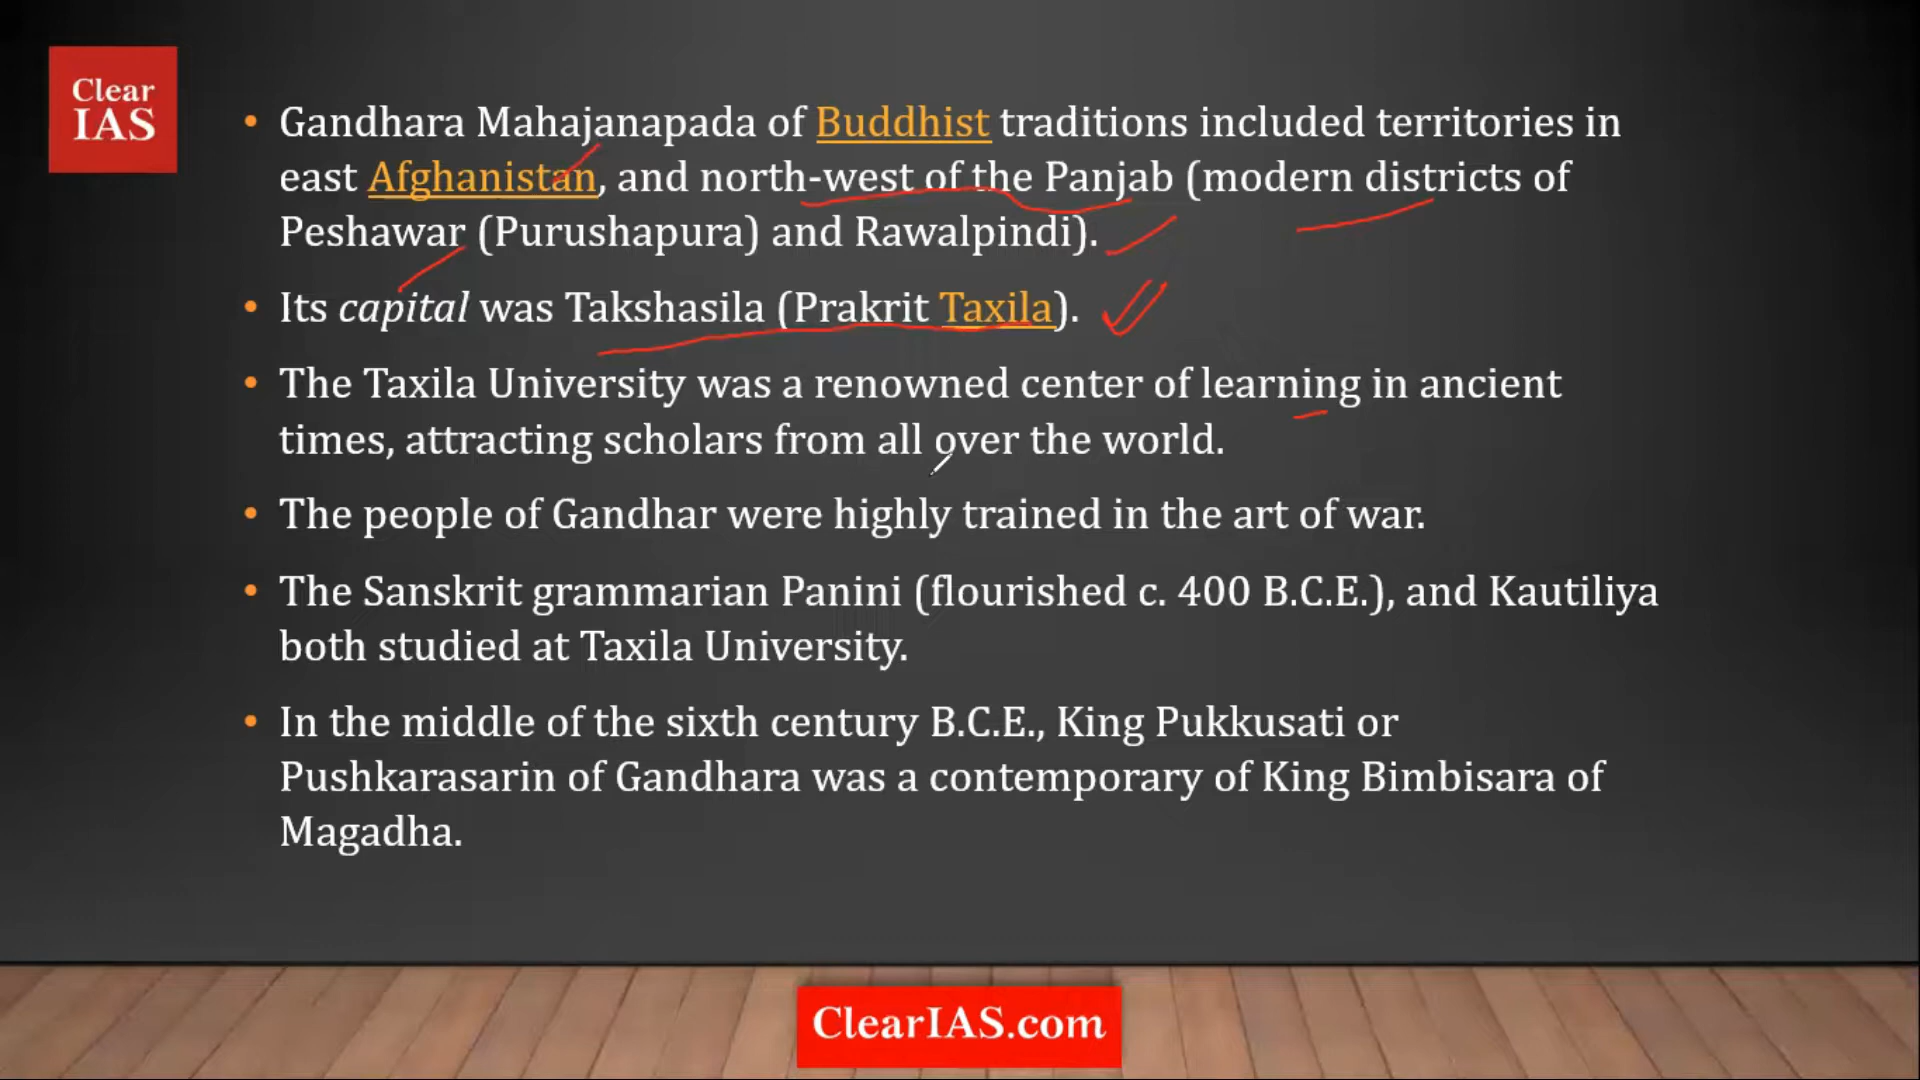 Clear
IAS
• Gandhara Mahajanapada of Buddhist traditions included territories in
east Afghanistan, and north-west of the Panjab (modern districts of
Peshawar (Purushapura) and Rawalpindi).
• Its capital was Takshasila (Prakrit Taxila).
• The Taxila University was a renowned center of learning in ancient
times, attracting scholars from all over the world.
• The people of Gandhar were highly trained in the art of war.
• The Sanskrit grammarian Panini (flourished c. 400 B.C.E.), and Kautiliya
both studied at Taxila University.
• In the middle of the sixth century B.C.E., King Pukkusati or
Pushkarasarin of Gandhara was a contemporary of King Bimbisara of
Magadha.
ClearIAS.com